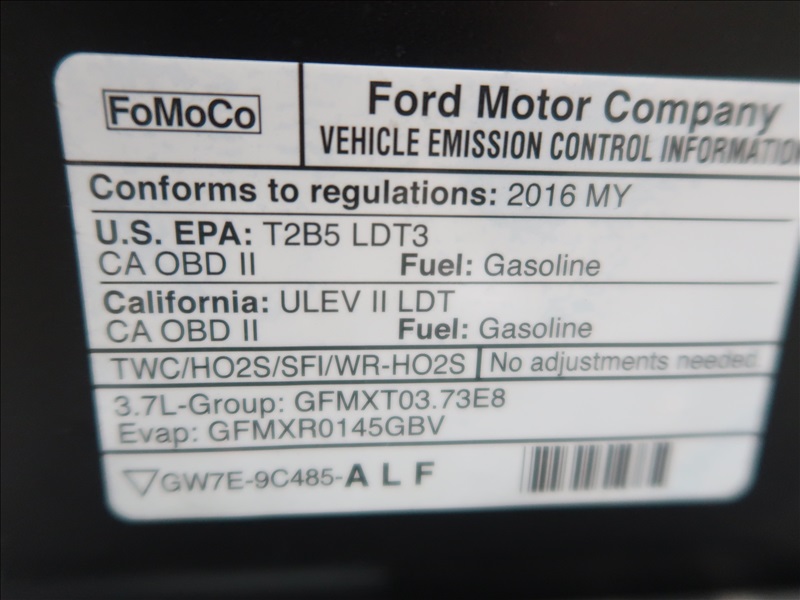 FoMoCo
Ford Motor Company
VEHICLE EMISSION CONTROL INFORMATION
Conforms to regulations: 2016 MY
U.S. EPA: T2B5 LDT3
CA OBD II Fuel: Gasoline
California: ULEV II LDT
CA OBD II Fuel: Gasoline
TWC/HO2S/SFI/WR-HO2S No adjustments needed.
3.7L-Group: GFMXT03.73E8
Evap: GFMXR0145GBV
▽GW7E-9C485-ALF